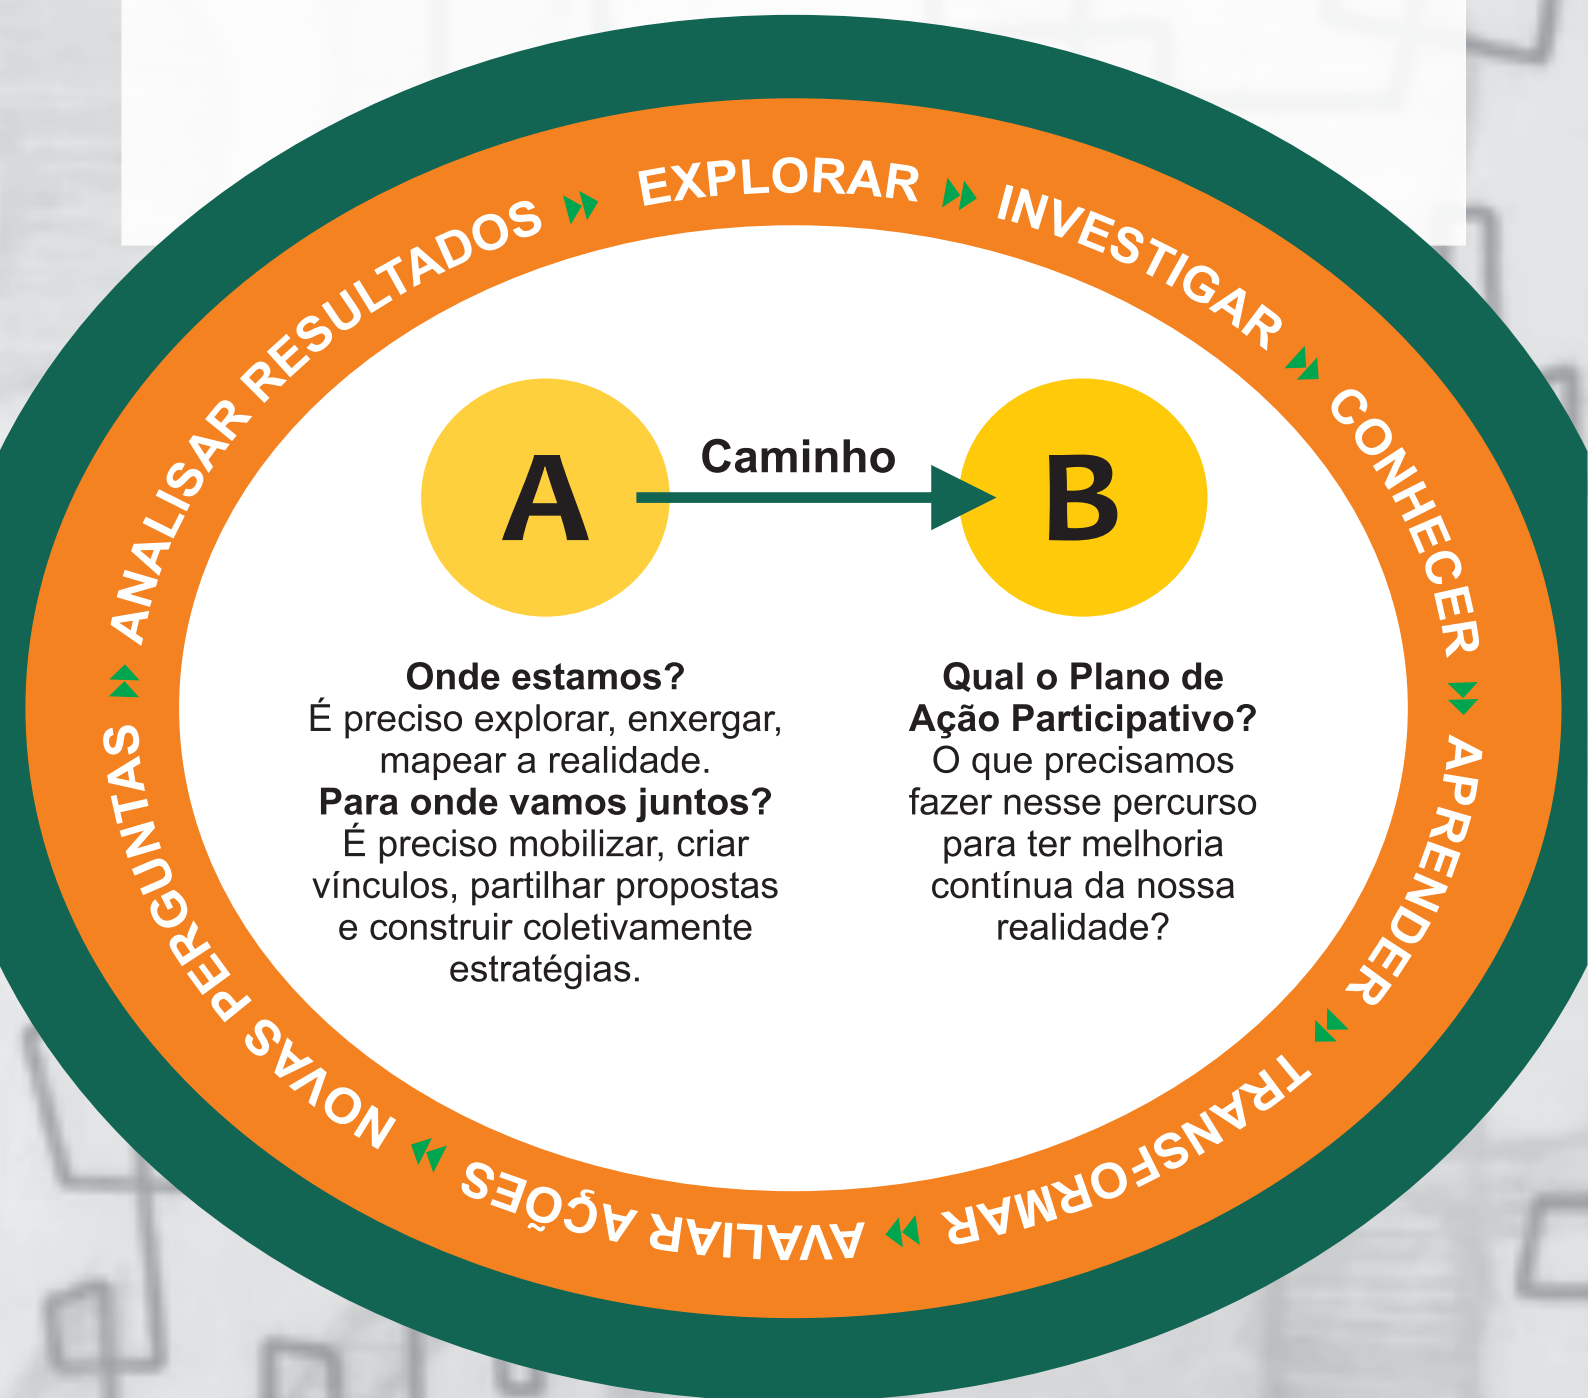 EXPLORAR
INVESTIGAR
CONHECER
APRENDER
TRANSFORMAR
AVALIAR AÇÕES
NOVAS PERGUNTAS
ANALISAR RESULTADOS
Caminho
A
B
Onde estamos?
É preciso explorar, enxergar,
mapear a realidade.
Para onde vamos juntos?
É preciso mobilizar, criar
vínculos, partilhar propostas
e construir coletivamente
estratégias.
Qual o Plano de
Ação Participativo?
O que precisamos
fazer nesse percurso
para ter melhoria
contínua da nossa
realidade?